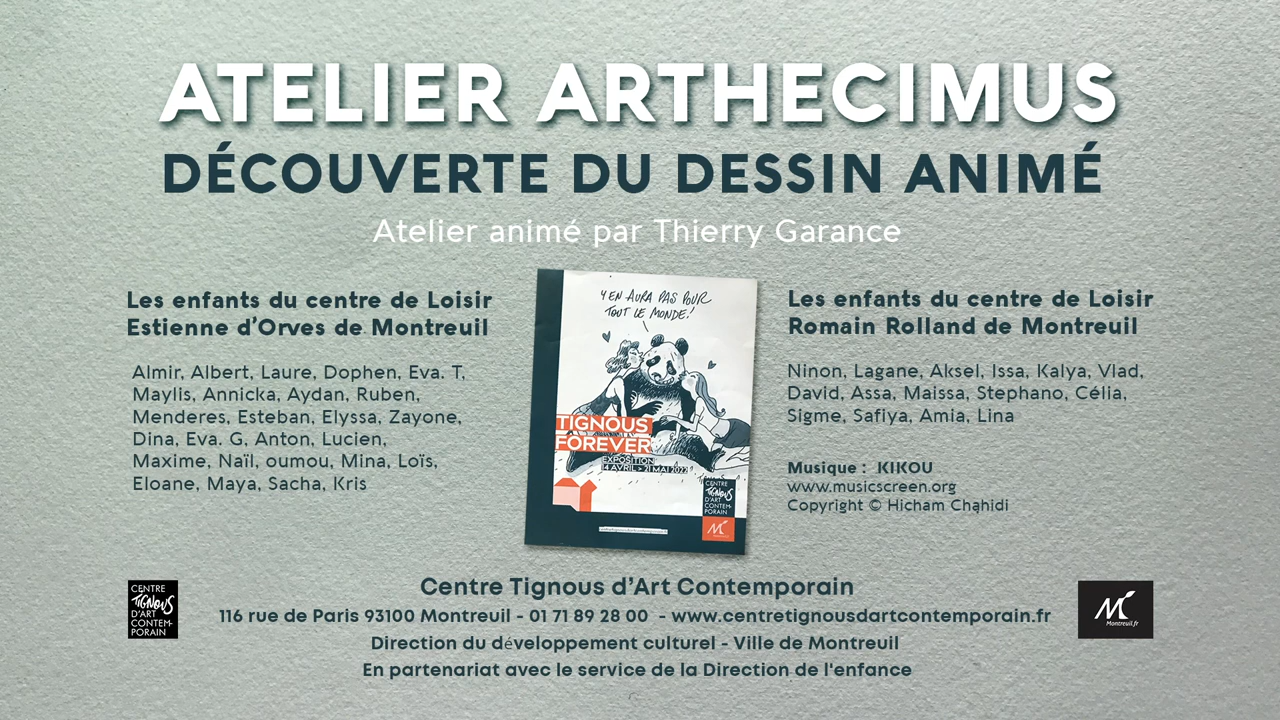 ATELIER ARTHECIMUS
DÉCOUVERTE DU DESSIN ANIMÉ
Atelier animé par Thierry Garance
Les enfants du centre de Loisir
Estienne d'Orves de Montreuil
Almir, Albert, Laure, Dophen, Eva. T,
Maylis, Annicka, Aydan, Ruben,
Menderes, Esteban, Elyssa, Zayone,
Dina, Eva. G, Anton, Lucien,
Maxime, Naïl, oumou, Mina, Loïs,
Eloane, Maya, Sacha, Kris
Y EN AURA PAS POUR
TOUT LE MONDE!
TIGNOUS
FOREVER
EXPOSITION
14 AVRIL > 21 MAI 2022
CENTRE
TIGNOUS
D'ART
CONTEM-
PORAIN
Les enfants du centre de Loisir
Romain Rolland de Montreuil
Ninon, Lagane, Aksel, Issa, Kalya, Vlad,
David, Assa, Maissa, Stephano, Célia,
Sigme, Safiya, Amia, Lina
Musique : KIKOU
www.musicscreen.org
Copyright © Hicham Chąhidi
CENTRE
TIGNOUS
D'ART
CONTEM-
PORAIN
Centre Tignous d'Art Contemporain
116 rue de Paris 93100 Montreuil - 01 71 89 28 00 - www.centretignousdartcontemporain.fr
Direction du développement culturel - Ville de Montreuil
En partenariat avec le service de la Direction de l'enfance
Montreuil.fr